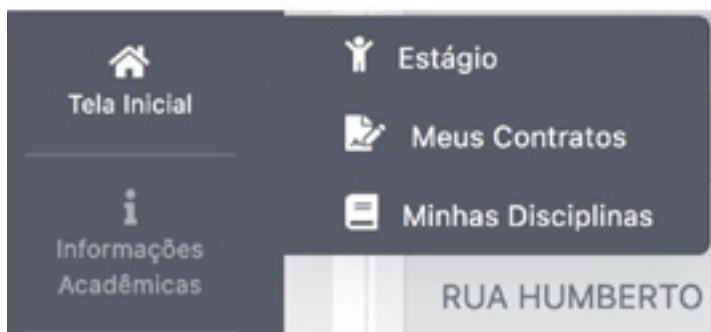 Tela Inicial
Informações
Acadêmicas
Estágio
Meus Contratos
Minhas Disciplinas
RUA HUMBERTO